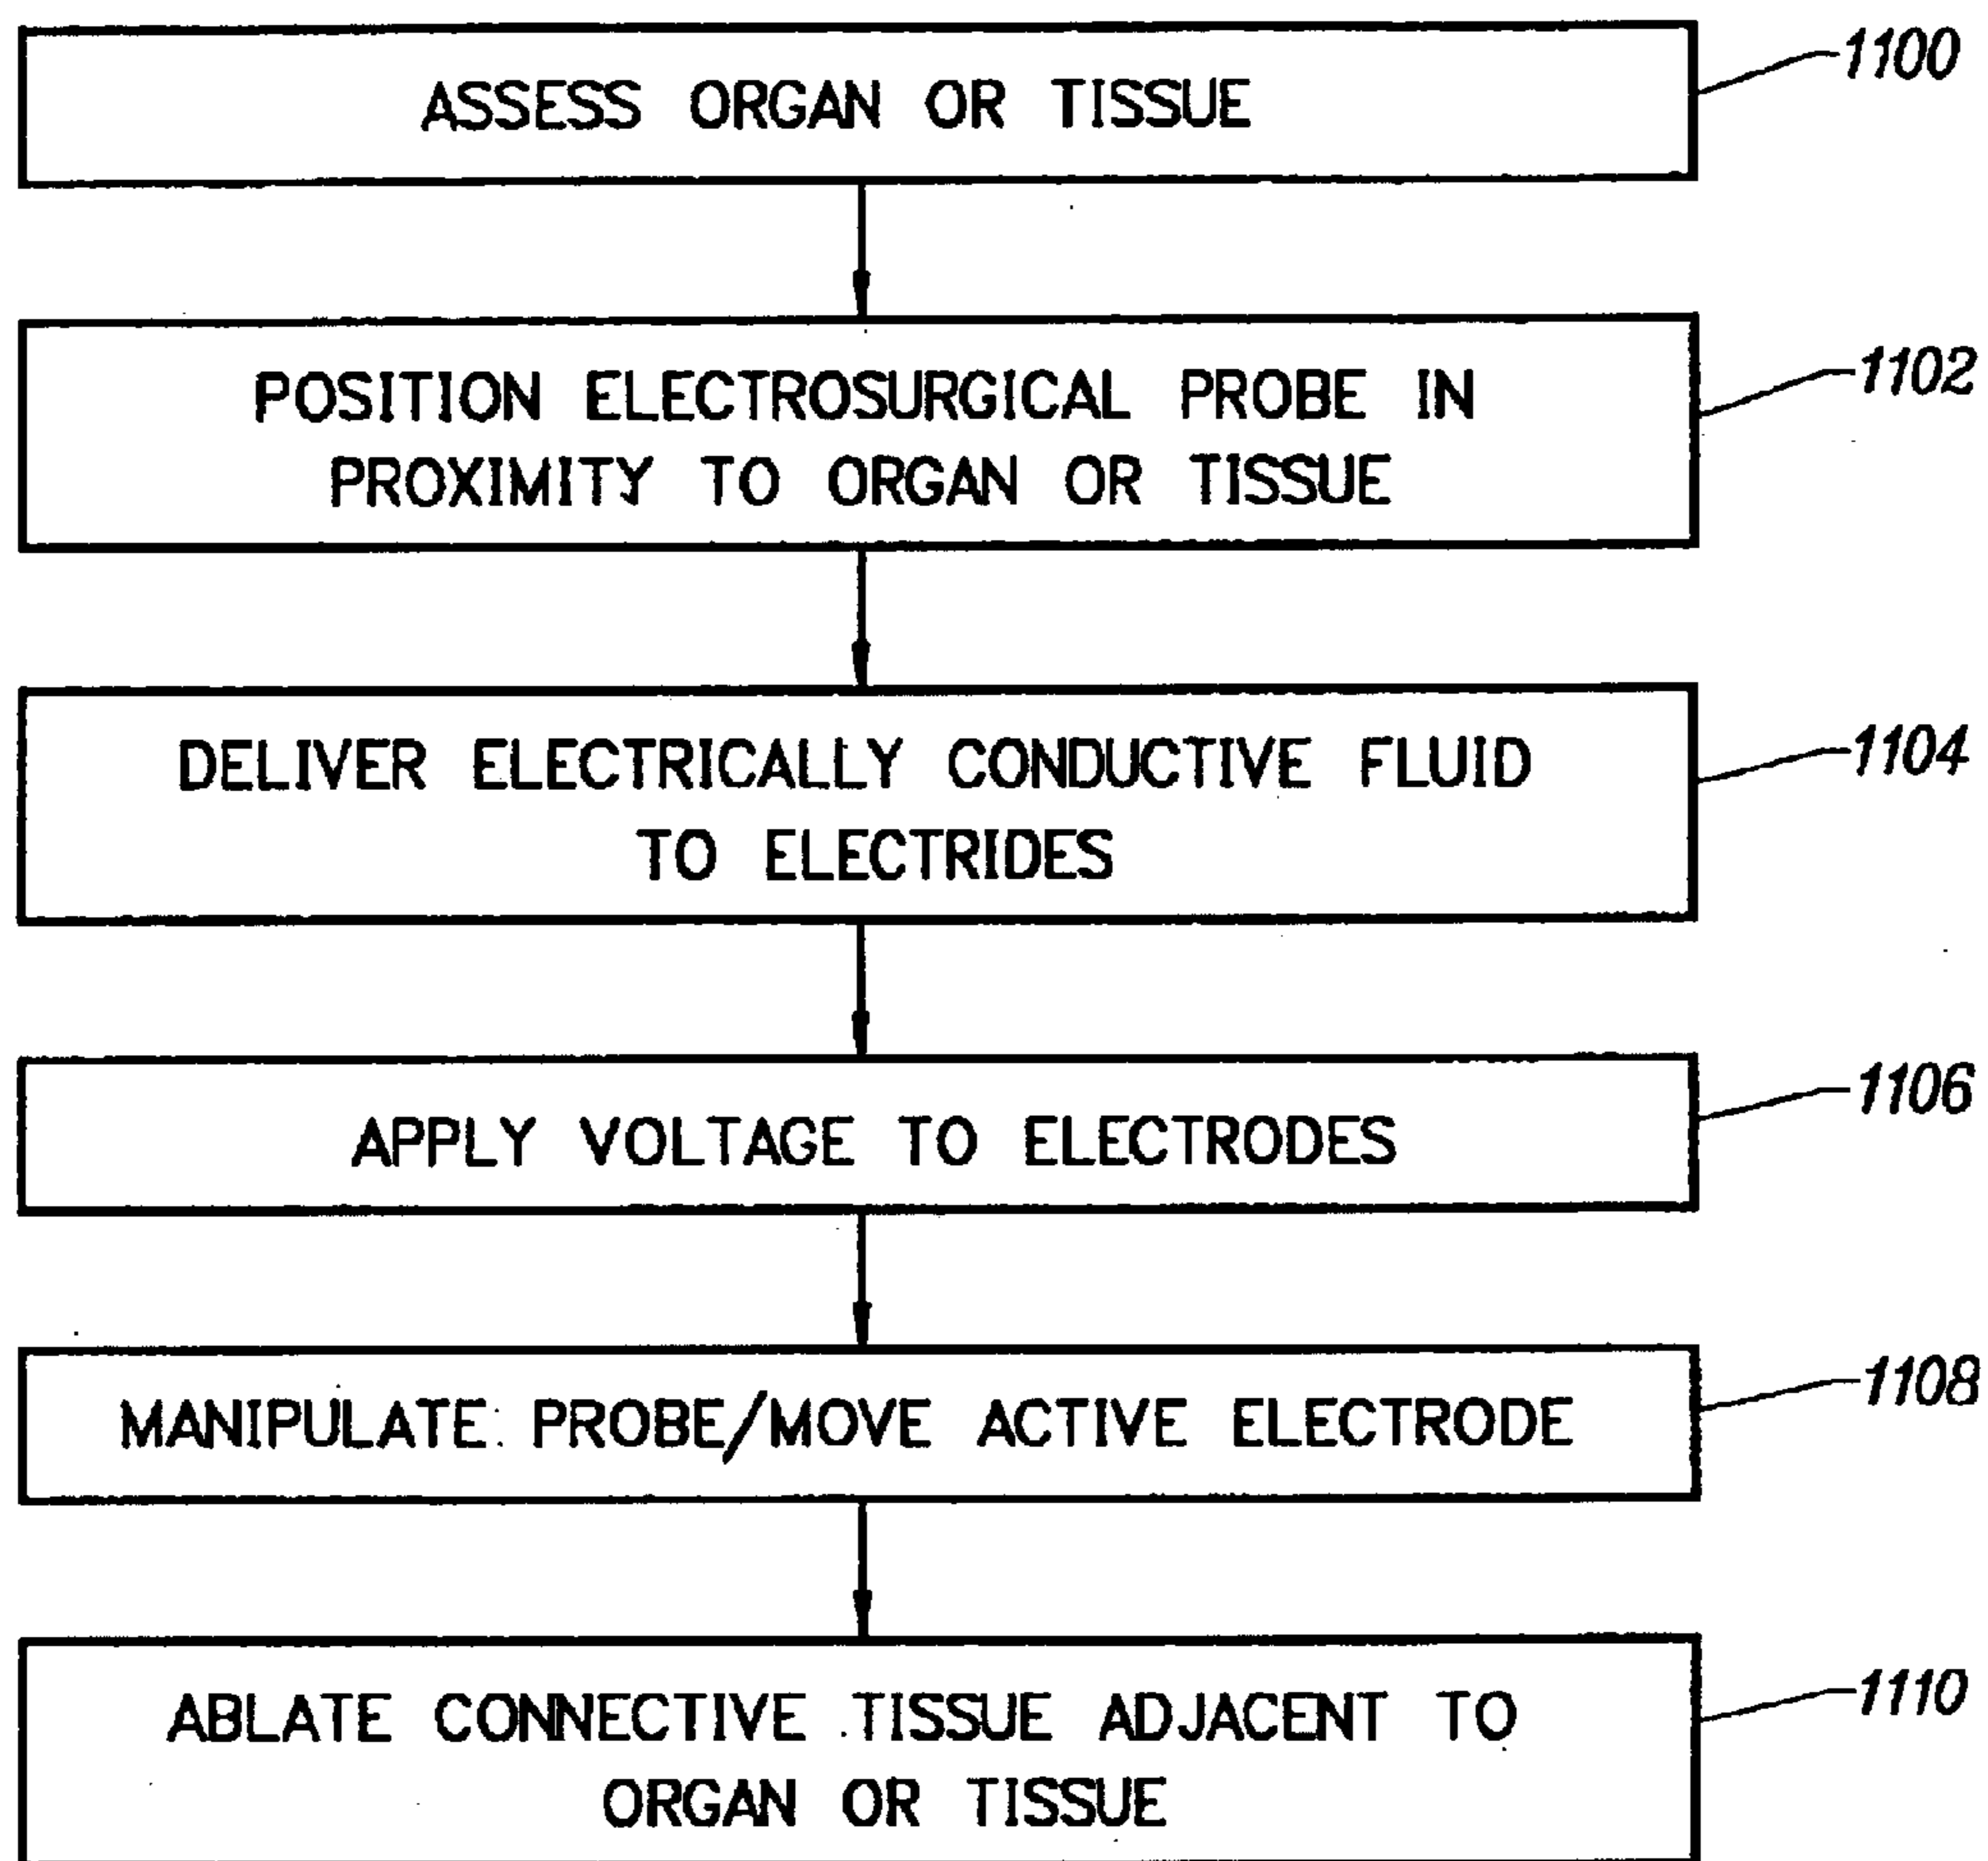 ASSESS ORGAN OR TISSUE
1100
POSITION ELECTROSURGICAL PROBE IN
PROXIMITY TO ORGAN OR TISSUE
1102
DELIVER ELECTRICALLY CONDUCTIVE FLUID
TO ELECTRIDES
1104
APPLY VOLTAGE TO ELECTRODES
1106
MANIPULATE PROBE/MOVE ACTIVE ELECTRODE
1108
ABLATE CONNECTIVE TISSUE ADJACENT TO
ORGAN OR TISSUE
1110